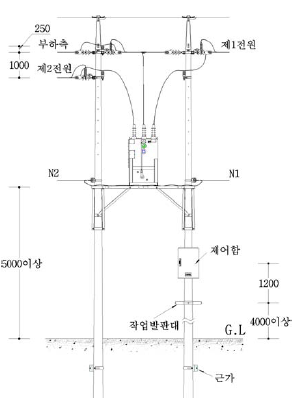 250
부하측
제1전원
1000
제2전원
N2
N1
5000이상
제어함
1200
작업발판대
G.L
4000이상
근가